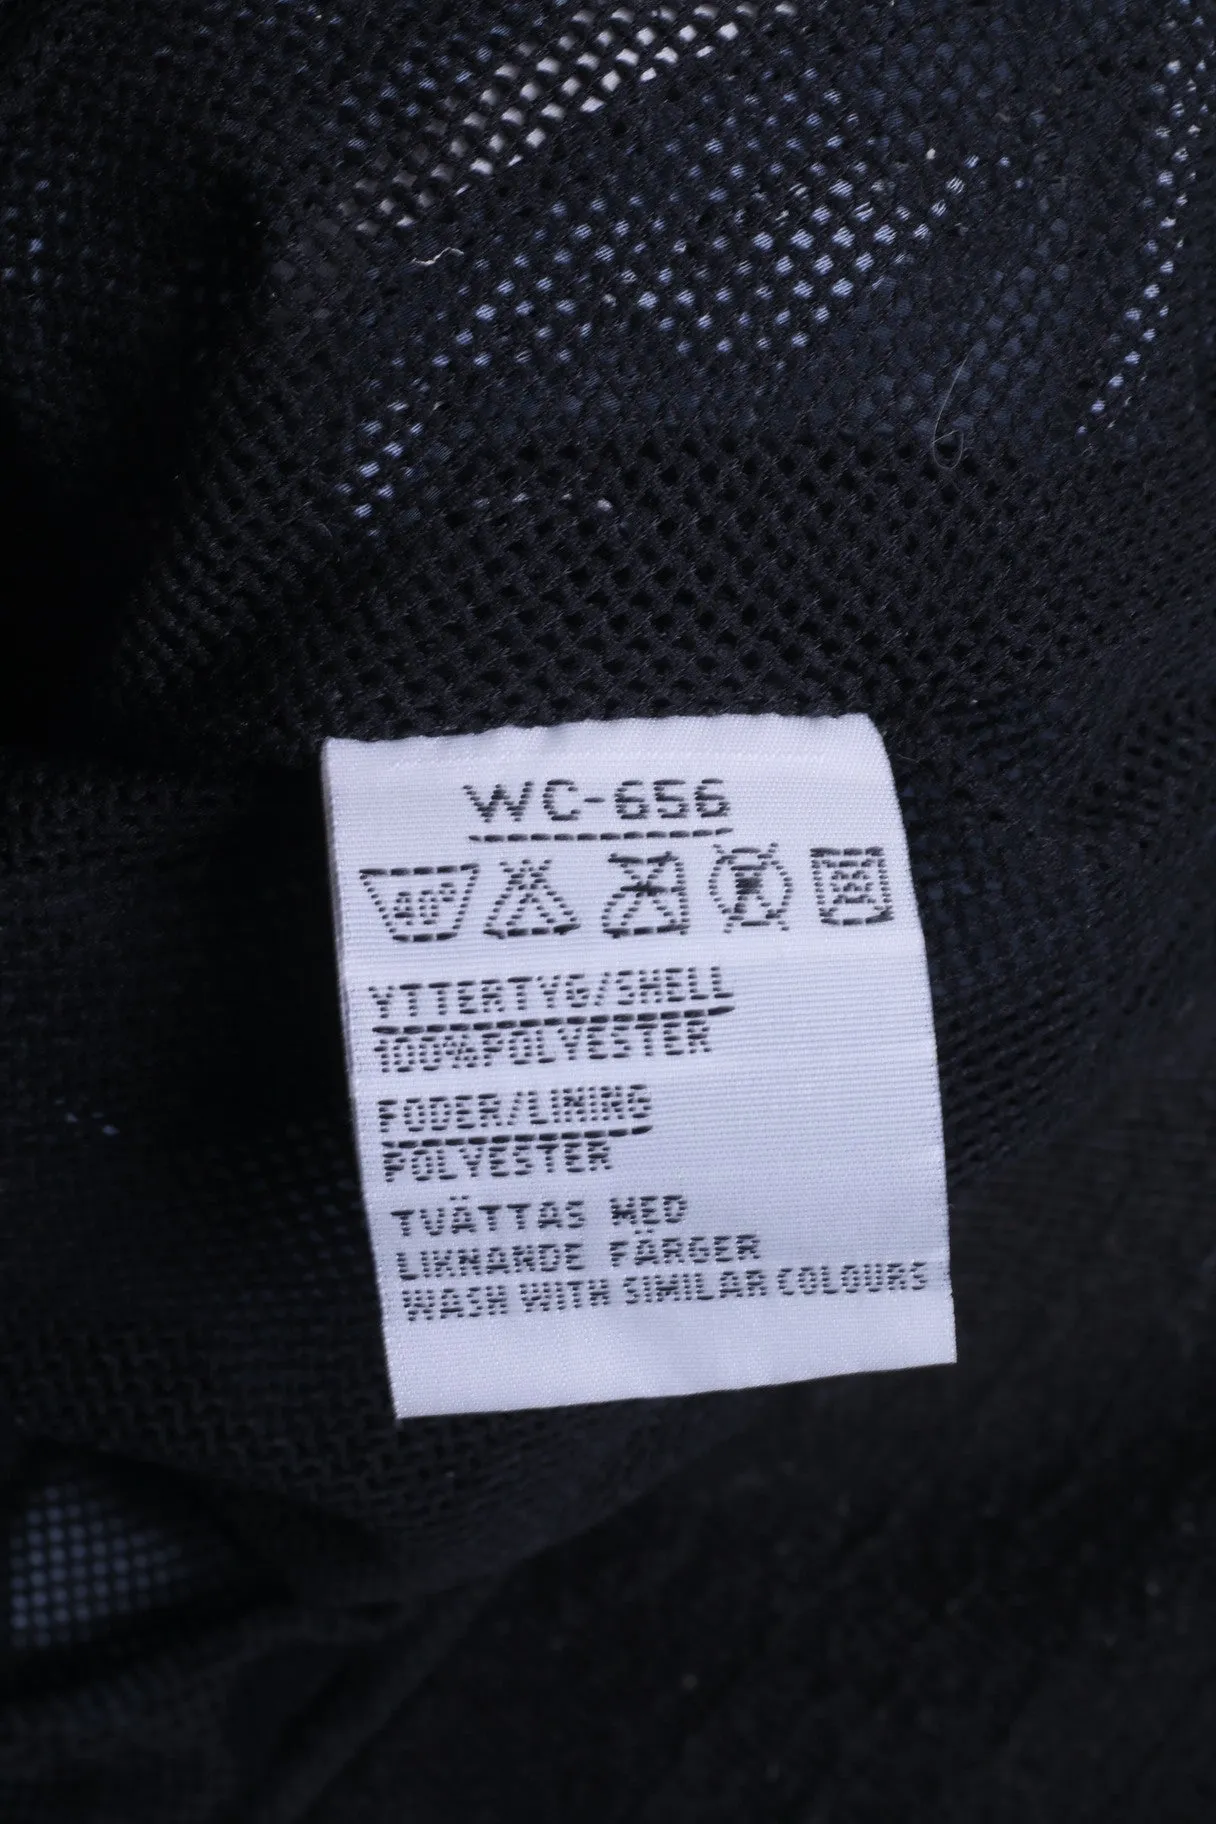 WC-656
40°
YTTERTYG/SHELL
100%POLYESTER
FODER/LINING
POLYESTER
TVÄTTAS MED
LIKNANDE FÄRGER
WASH WITH SIMILAR COLOURS